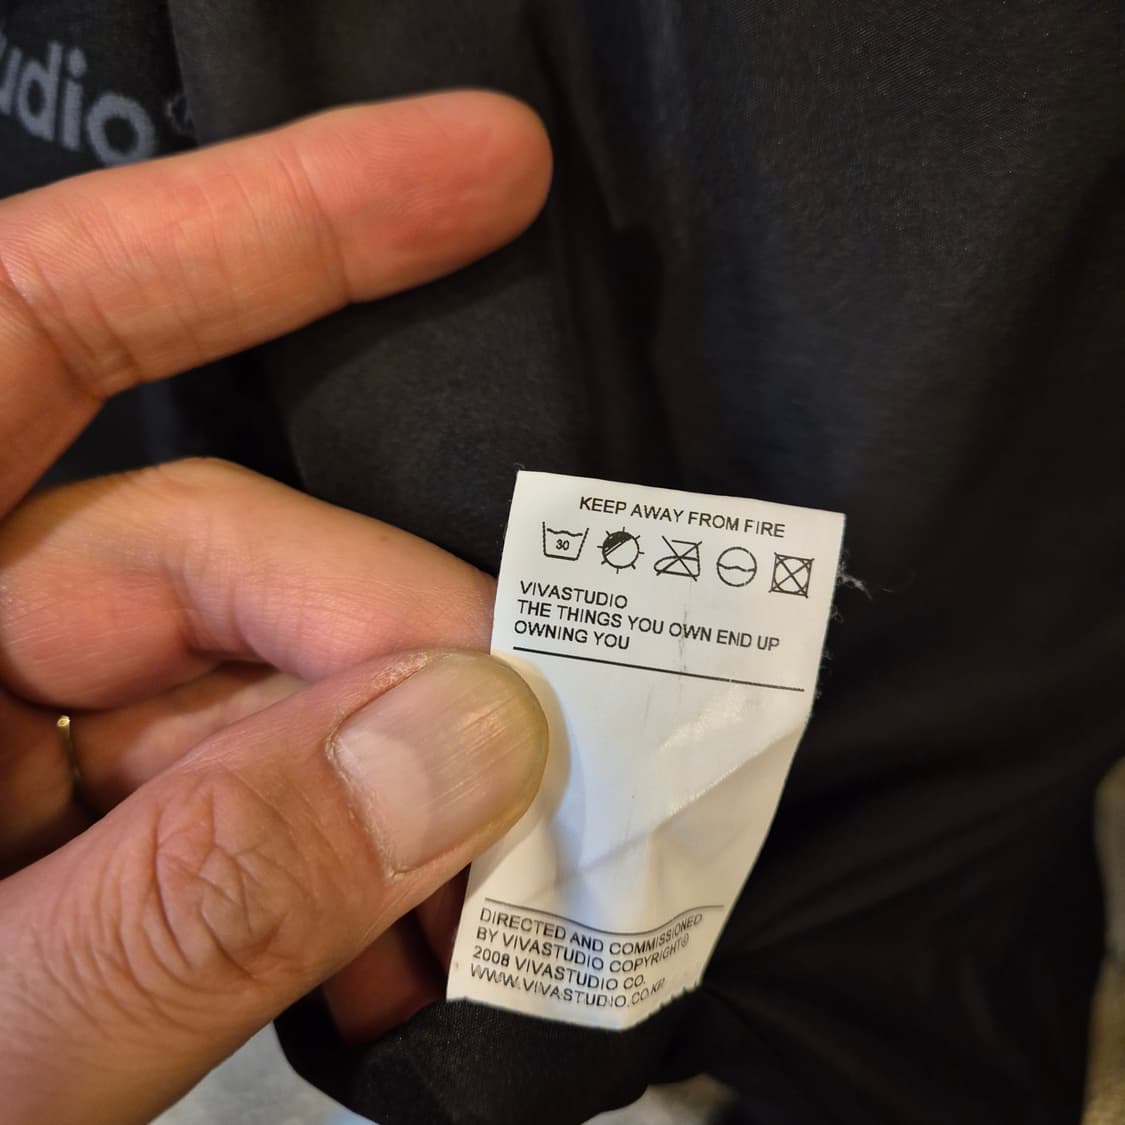 udio
KEEP AWAY FROM FIRE
30
VIVASTUDIO
THE THINGS YOU OWN END UP
OWNING YOU
DIRECTED AND COMMISSIONED
BY VIVASTUDIO COPYRIGHT©
2008 VIVASTUDIO CO.
WWW.VIVASTUDIO.CO.KR